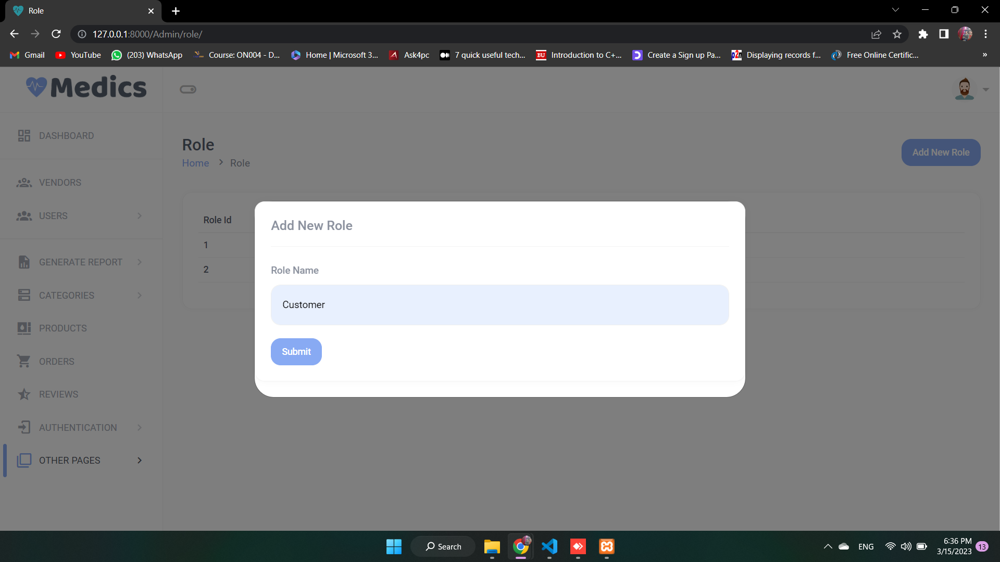 Role
127.0.0.1:8000/Admin/role/
Gmail
YouTube
(203) WhatsApp
Course: ON004 - D...
Home | Microsoft 3...
Ask4pc
7 quick useful tech...
BU
Introduction to C+...
Create a Sign up Pa...
p2n
Displaying records f...
Free Online Certific...
»
Medics
DASHBOARD
VENDORS
USERS
GENERATE REPORT
CATEGORIES
PRODUCTS
ORDERS
REVIEWS
AUTHENTICATION
OTHER PAGES
Role
Home > Role
Add New Role
Role Id
1
2
Add New Role
Role Name
Customer
Submit
Search
ENG
6:36 PM
3/15/2023
13